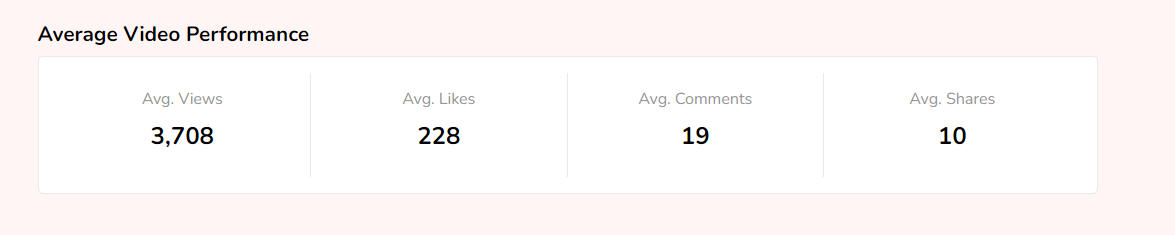 Average Video Performance
Avg. Views
3,708
Avg. Likes
228
Avg. Comments
19
Avg. Shares
10